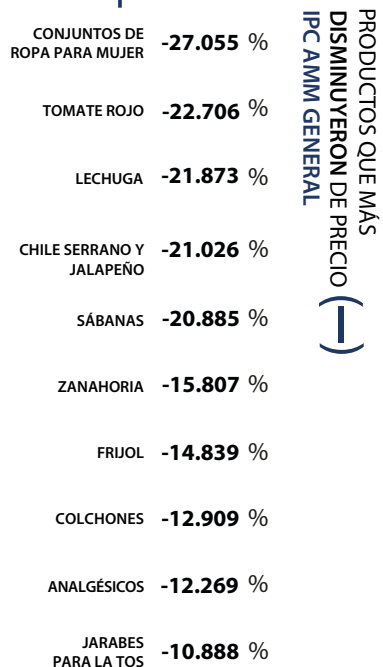 PRODUCTOS QUE MÁS
DISMINUYERON DE PRECIO (—)
IPC AMM GENERAL
CONJUNTOS DE
ROPA PARA MUJER -27.055 %
TOMATE ROJO -22.706 %
LECHUGA -21.873 %
CHILE SERRANO Y
JALAPEÑO -21.026 %
SÁBANAS -20.885 %
ZANAHORIA -15.807 %
FRIJOL -14.839 %
COLCHONES -12.909 %
ANALGÉSICOS -12.269 %
JARABES
PARA LA TOS -10.888 %